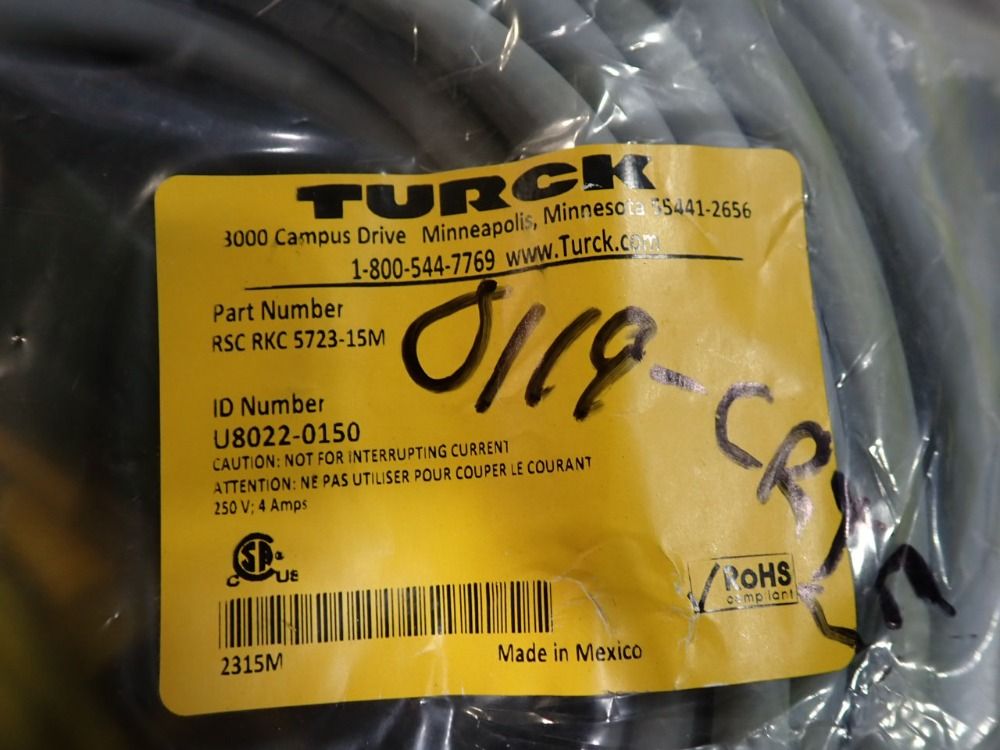 TURCK
3000 Campus Drive Minneapolis, Minnesota 55441-2656
1-800-544-7769 www.Turck.com
Part Number
RSC RKC 5723-15M
ID Number
U8022-0150
CAUTION: NOT FOR INTERRUPTING CURRENT
ATTENTION: NE PAS UTILISER POUR COUPER LE COURANT
250 V; 4 Amps
C SA US
RoHS
compliant
2315M
Made in Mexico